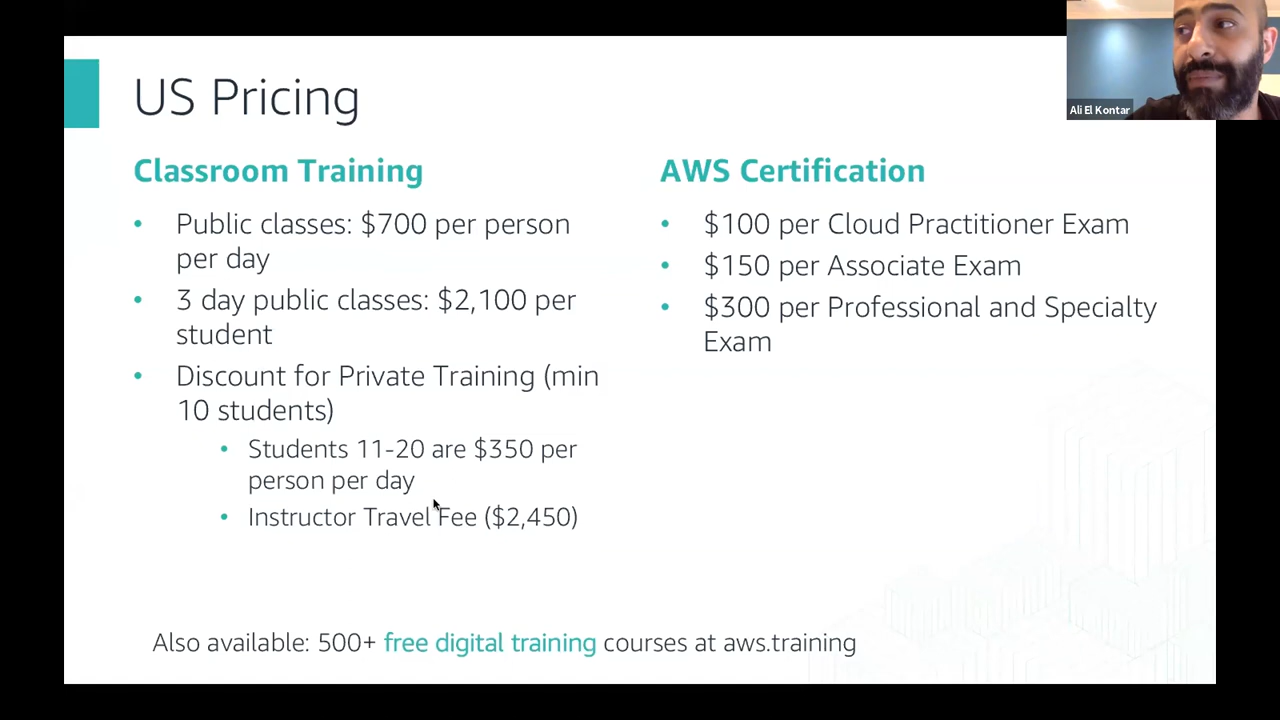 US Pricing
Ali El Kontar
Classroom Training
• Public classes: $700 per person
per day
• 3 day public classes: $2,100 per
student
• Discount for Private Training (min
10 students)
• Students 11-20 are $350 per
person per day
• Instructor Travel Fee ($2,450)
AWS Certification
• $100 per Cloud Practitioner Exam
• $150 per Associate Exam
• $300 per Professional and Specialty
Exam
Also available: 500+ free digital training courses at aws.training